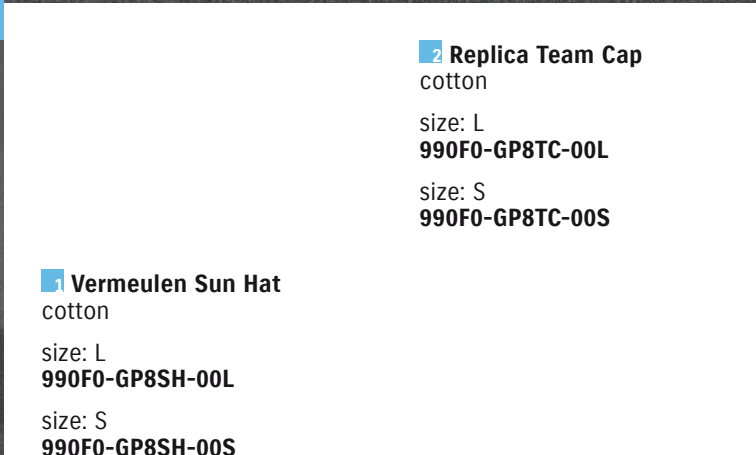 2 Replica Team Cap
cotton
size: L
990F0-GP8TC-00L
size: S
990F0-GP8TC-00S
1 Vermeulen Sun Hat
cotton
size: L
990F0-GP8SH-00L
size: S
990F0-GP8SH-00S